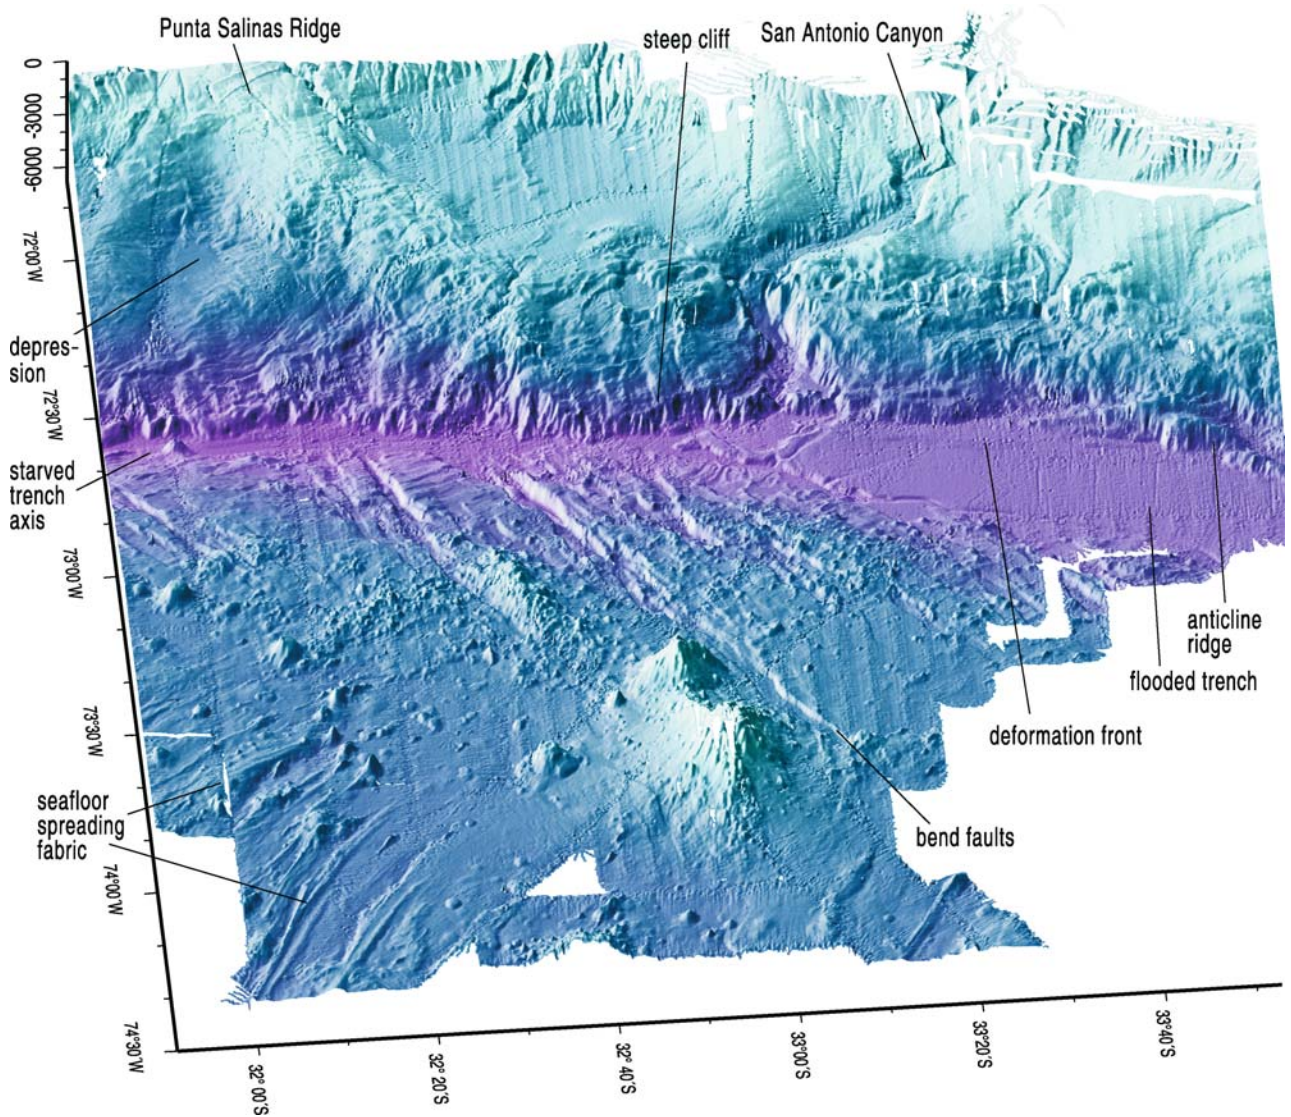 Punta Salinas Ridge
steep cliff
San Antonio Canyon
0
-3000
-6000
72°00'W
depres-
sion
72°30'W
starved
trench
axis
73°00'W
anticline
ridge
flooded trench
deformation front
73°30'W
seafloor
spreading
fabric
bend faults
74°00'W
74°30'W
32°00'S
32°20'S
32°40'S
33°00'S
33°20'S
33°40'S